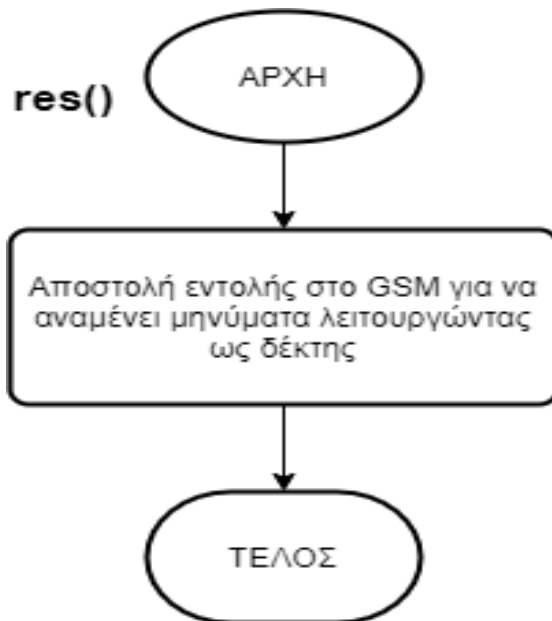 ΑΡΧΗ
res()
Αποστολή εντολής στο GSM για να
αναμένει μηνύματα λειτουργώντας
ως δέκτης
ΤΕΛΟΣ